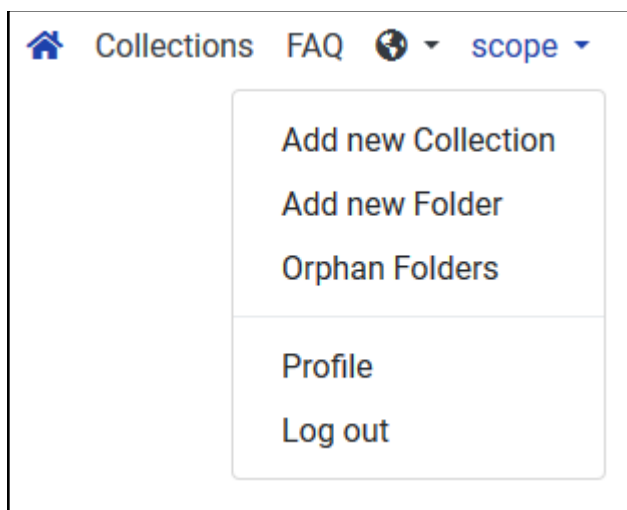 Collections FAQ scope
Add new Collection
Add new Folder
Orphan Folders
Profile
Log out